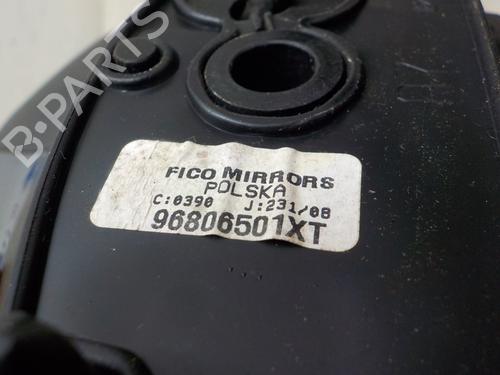 B-PARTS
FICO MIRRORS
POLSKA
C:0390 J:231/08
96806501XT